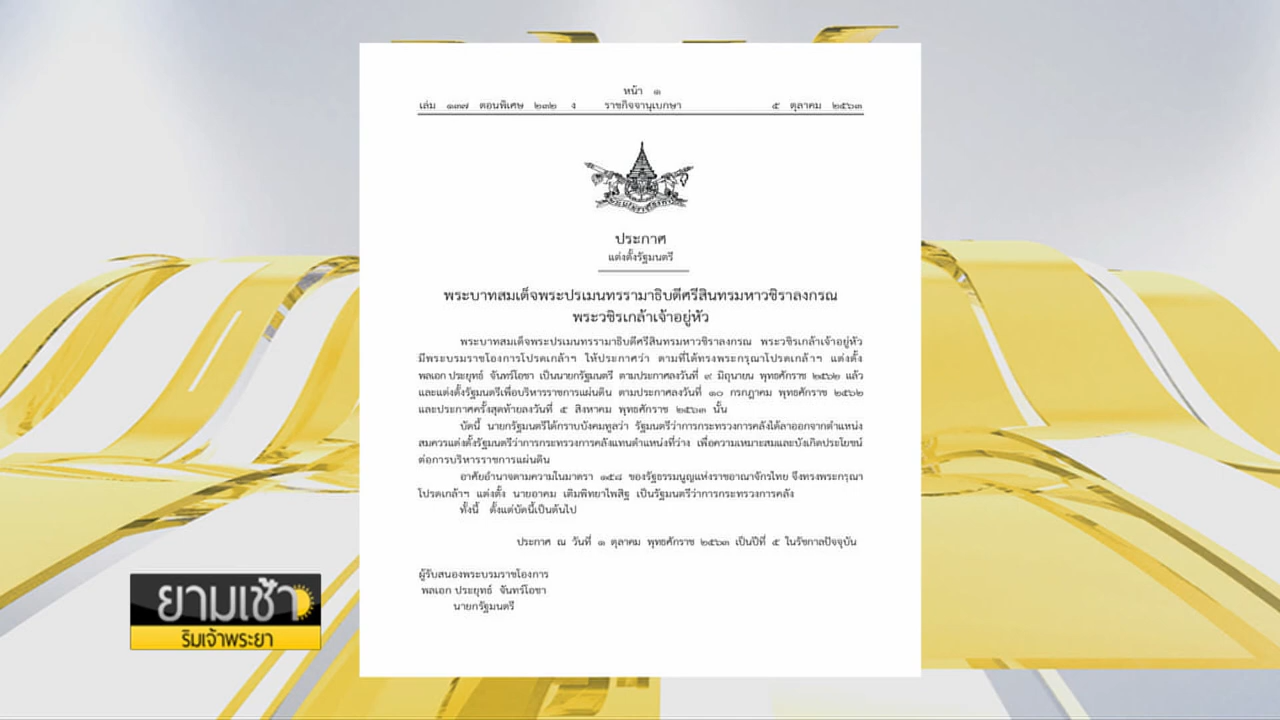 หน้า ๑
เล่ม ๑๓๗ ตอนพิเศษ ๒๓๒ ง ราชกิจจานุเบกษา ๕ ตุลาคม ๒๕๖๓
ประกาศ
แต่งตั้งรัฐมนตรี
พระบาทสมเด็จพระปรเมนทรรามาธิบดีศรีสินทรมหาวชิราลงกรณ
พระวชิรเกล้าเจ้าอยู่หัว
พระบาทสมเด็จพระปรเมนทรรามาธิบดีศรีสินทรมหาวชิราลงกรณ พระวชิรเกล้าเจ้าอยู่หัว
มีพระบรมราชโองการโปรดเกล้าฯ ให้ประกาศว่า ตามที่ได้ทรงพระกรุณาโปรดเกล้าฯ แต่งตั้ง
พลเอก ประยุทธ์ จันทร์โอชา เป็นนายกรัฐมนตรี ตามประกาศลงวันที่ ๙ มิถุนายน พุทธศักราช ๒๕๖๒ แล้ว
และแต่งตั้งรัฐมนตรีเพื่อบริหารราชการแผ่นดิน ตามประกาศลงวันที่ ๑๐ กรกฎาคม พุทธศักราช ๒๕๖๒
และประกาศครั้งสุดท้ายลงวันที่ ๕ สิงหาคม พุทธศักราช ๒๕๖๓ นั้น
บัดนี้ นายกรัฐมนตรีได้กราบบังคมทูลว่า รัฐมนตรีว่าการกระทรวงการคลังได้ลาออกจากตำแหน่ง
สมควรแต่งตั้งรัฐมนตรีว่าการกระทรวงการคลังแทนตำแหน่งที่ว่าง เพื่อความเหมาะสมและบังเกิดประโยชน์
ต่อการบริหารราชการแผ่นดิน
อาศัยอำนาจตามความในมาตรา ๑๕๘ ของรัฐธรรมนูญแห่งราชอาณาจักรไทย จึงทรงพระกรุณา
โปรดเกล้าฯ แต่งตั้ง นายอาคม เติมพิทยาไพสิฐ เป็นรัฐมนตรีว่าการกระทรวงการคลัง
ทั้งนี้ ตั้งแต่บัดนี้เป็นต้นไป
ประกาศ ณ วันที่ ๑ ตุลาคม พุทธศักราช ๒๕๖๓ เป็นปีที่ ๕ ในรัชกาลปัจจุบัน
ผู้รับสนองพระบรมราชโองการ
พลเอก ประยุทธ์ จันทร์โอชา
นายกรัฐมนตรี
ยามเช้า
ริมเจ้าพระยา